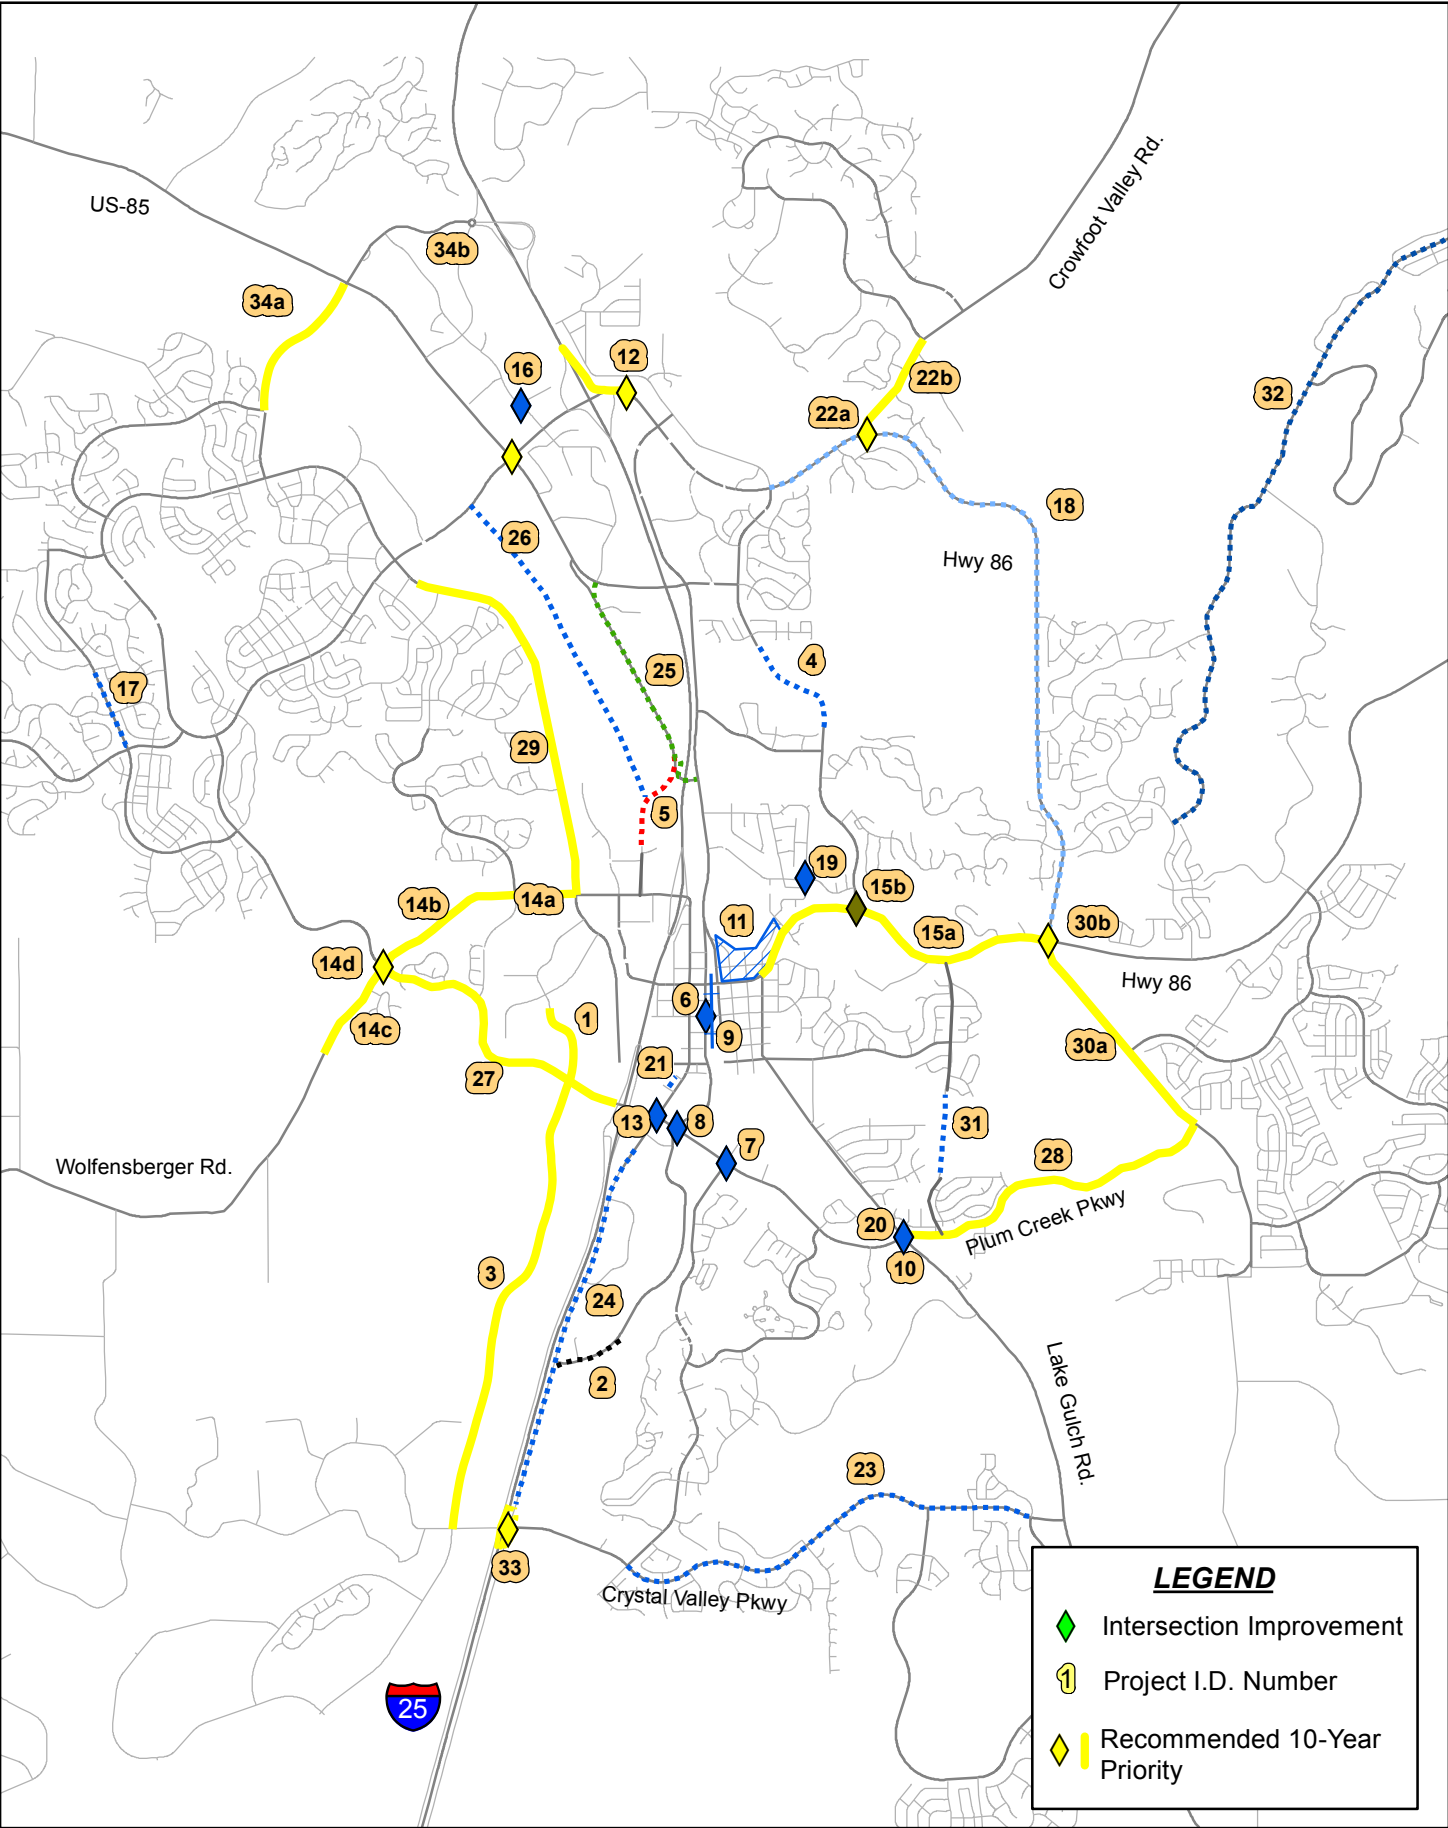 US-85
34b
34a
Crowfoot Valley Rd.
12
16
22b
32
22a
18
26
Hwy 86
4
25
17
29
5
19
15b
14b
14a
11
15a
30b
14d
Hwy 86
6
1
14c
9
30a
21
27
13
8
31
7
28
Wolfensberger Rd.
20
Plum Creek Pkwy
10
3
24
2
Lake Gulch Rd.
23
33
Crystal Valley Pkwy
25
LEGEND
Intersection Improvement
1
Project I.D. Number
Recommended 10-Year
Priority